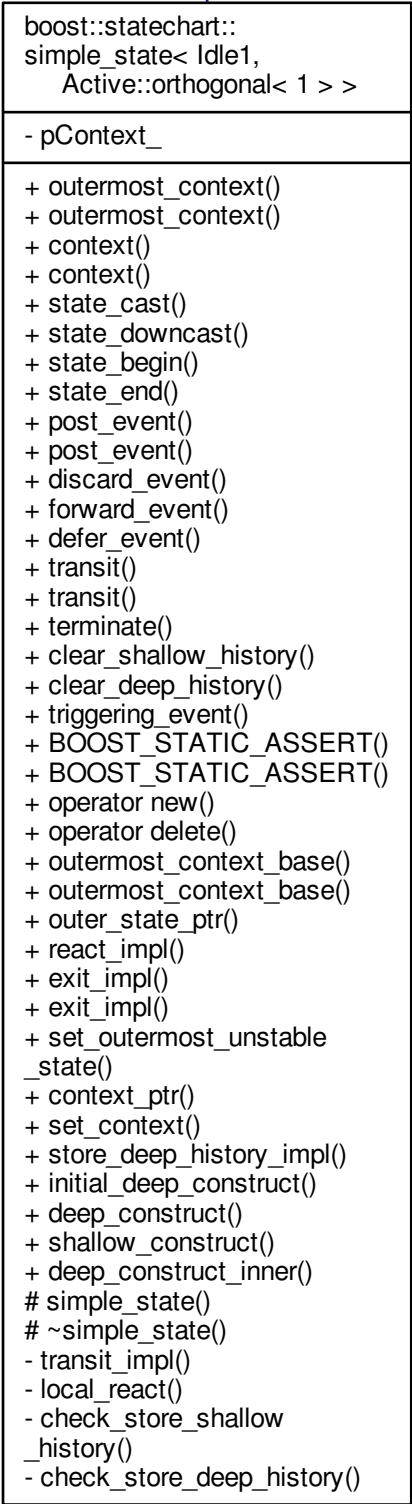 boost::statechart::
simple_state< Idle1,
Active::orthogonal< 1 > >
- pContext_
+ outermost_context()
+ outermost_context()
+ context()
+ context()
+ state_cast()
+ state_downcast()
+ state_begin()
+ state_end()
+ post_event()
+ post_event()
+ discard_event()
+ forward_event()
+ defer_event()
+ transit()
+ transit()
+ terminate()
+ clear_shallow_history()
+ clear_deep_history()
+ triggering_event()
+ BOOST_STATIC_ASSERT()
+ BOOST_STATIC_ASSERT()
+ operator new()
+ operator delete()
+ outermost_context_base()
+ outermost_context_base()
+ outer_state_ptr()
+ react_impl()
+ exit_impl()
+ exit_impl()
+ set_outermost_unstable
_state()
+ context_ptr()
+ set_context()
+ store_deep_history_impl()
+ initial_deep_construct()
+ deep_construct()
+ shallow_construct()
+ deep_construct_inner()
# simple_state()
# ~simple_state()
- transit_impl()
- local_react()
- check_store_shallow
_history()
- check_store_deep_history()